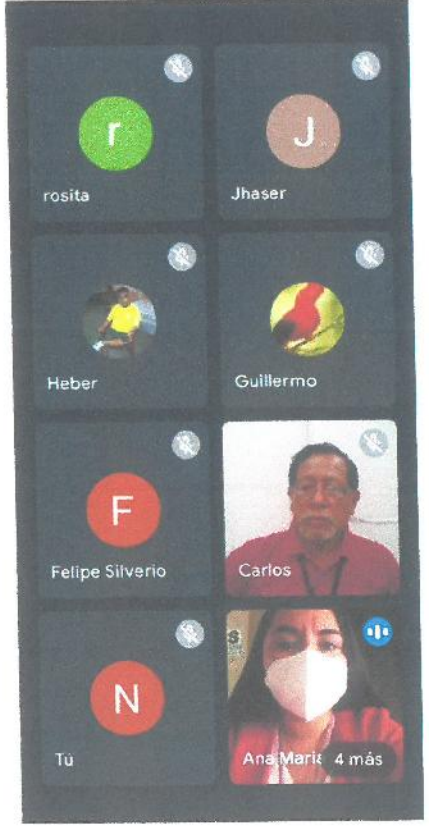 r
J
rosita
Jhaser
Heber
Guillermo
F
Felipe Silverio
Carlos
N
S
Tú
Ana Maria
4 más